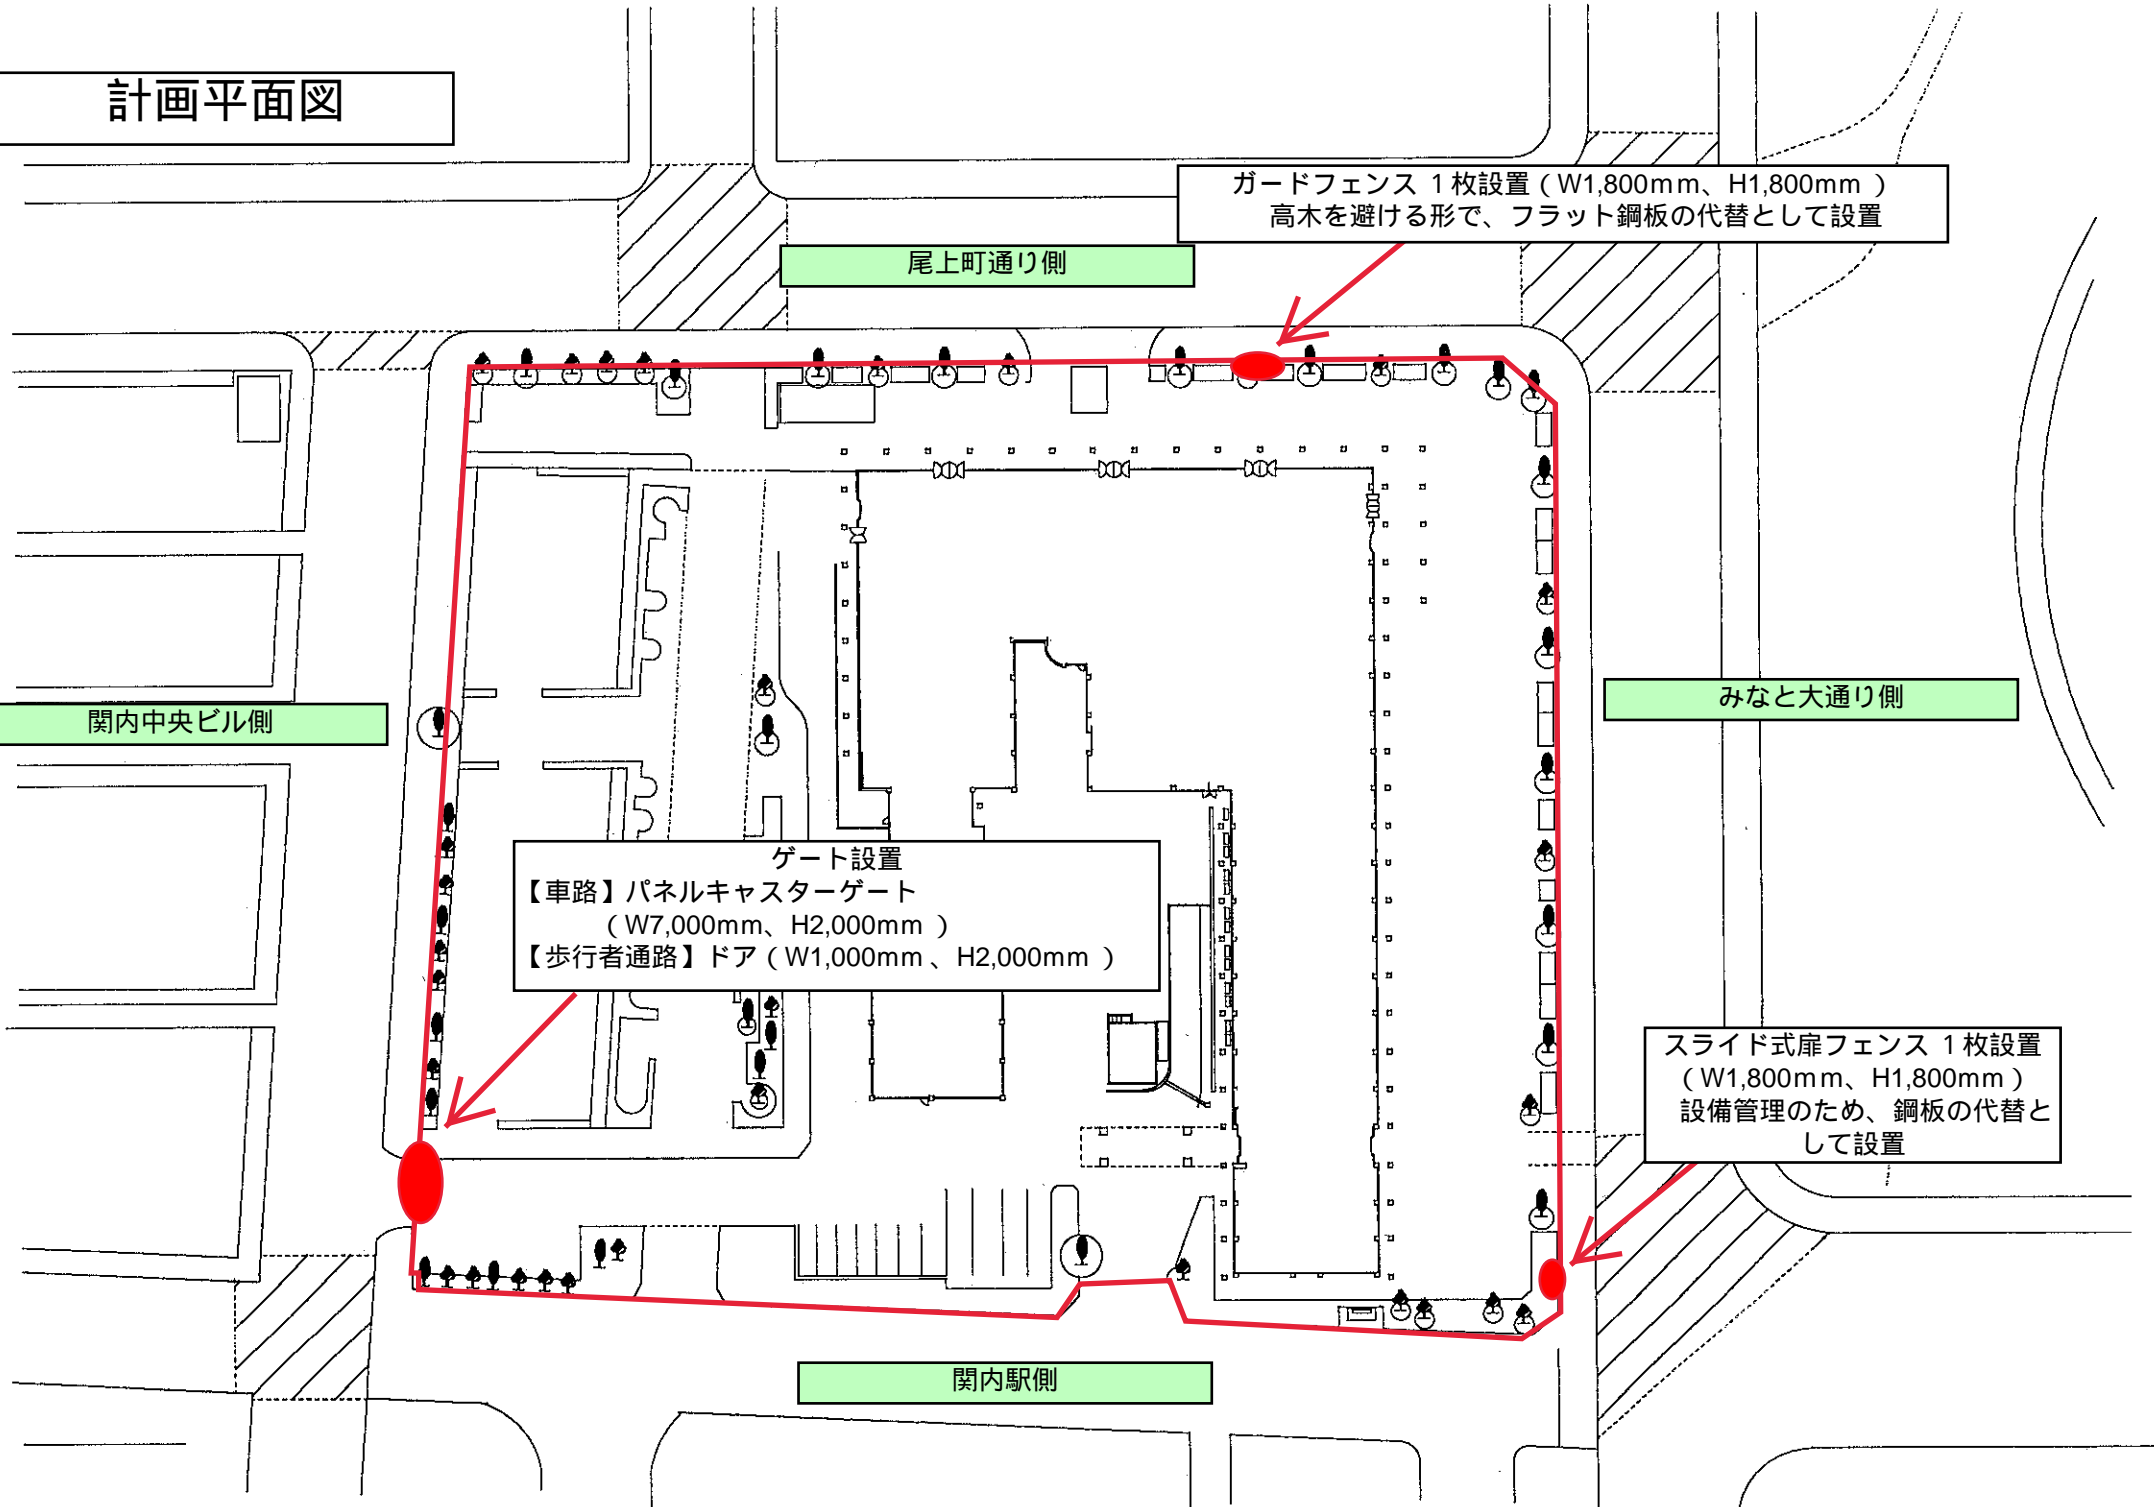 計画平面図
ガードフェンス １枚設置（W1,800mm、H1,800mm ）
高木を避ける形で、フラット鋼板の代替として設置
尾上町通り側
みなと大通り側
関内中央ビル側
ゲート設置
【車路】パネルキャスターゲート
（W7,000mm、H2,000mm ）
【歩行者通路】ドア（W1,000mm 、H2,000mm ）
スライド式扉フェンス １枚設置
（W1,800mm、H1,800mm）
設備管理のため、鋼板の代替と
して設置
関内駅側